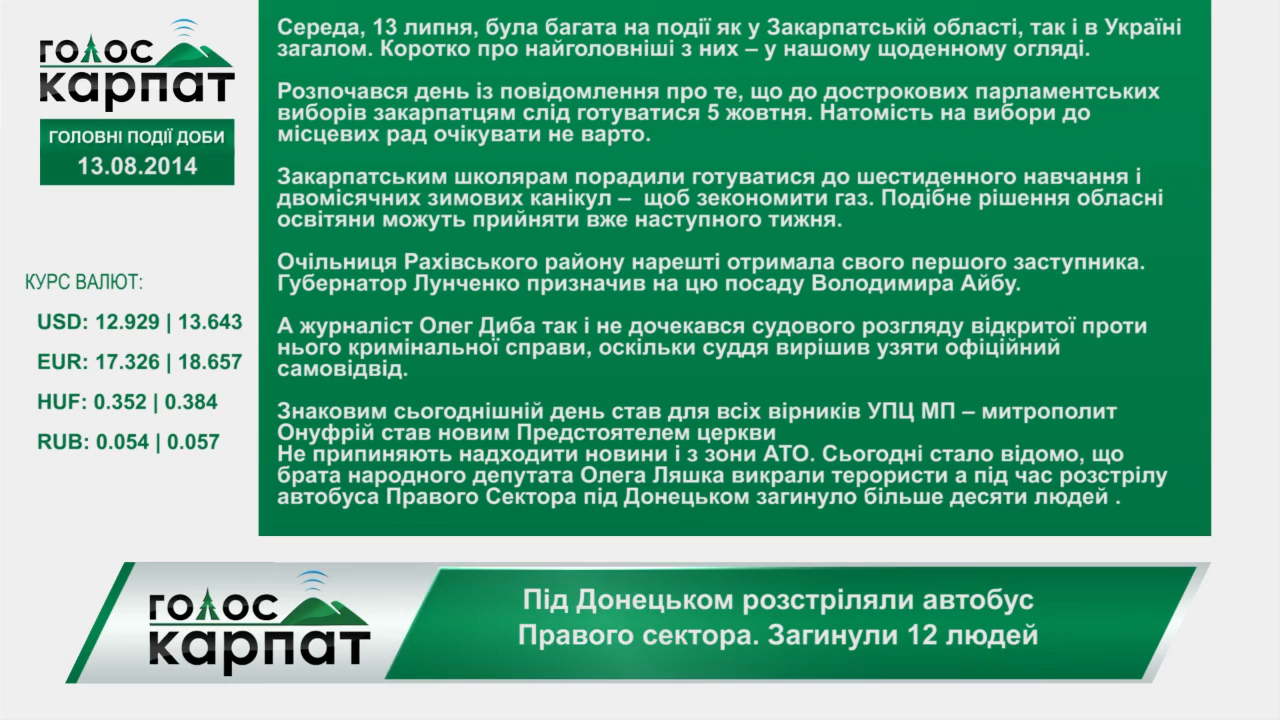 голос
карпат
ГОЛОВНІ ПОДІЇ ДОБИ
13.08.2014
КУРС ВАЛЮТ:
USD: 12.929 | 13.643
EUR: 17.326 | 18.657
HUF: 0.352 | 0.384
RUB: 0.054 | 0.057
Середа, 13 липня, була багата на події як у Закарпатській області, так і в Україні
загалом. Коротко про найголовніші з них – у нашому щоденному огляді.
Розпочався день із повідомлення про те, що до дострокових парламентських
виборів закарпатцям слід готуватися 5 жовтня. Натомість на вибори до
місцевих рад очікувати не варто.
Закарпатським школярам порадили готуватися до шестиденного навчання і
двомісячних зимових канікул –  щоб зекономити газ. Подібне рішення обласні
освітяни можуть прийняти вже наступного тижня.
Очільниця Рахівського району нарешті отримала свого першого заступника.
Губернатор Лунченко призначив на цю посаду Володимира Айбу.
А журналіст Олег Диба так і не дочекався судового розгляду відкритої проти
нього кримінальної справи, оскільки суддя вирішив узяти офіційний
самовідвід.
Знаковим сьогоднішній день став для всіх вірників УПЦ МП – митрополит
Онуфрій став новим Предстоятелем церкви
Не припиняють надходити новини і з зони АТО. Сьогодні стало відомо, що
брата народного депутата Олега Ляшка викрали терористи а під час розстрілу
автобуса Правого Сектора під Донецьком загинуло більше десяти людей .
голос
карпат
Під Донецьком розстріляли автобус
Правого сектора. Загинули 12 людей